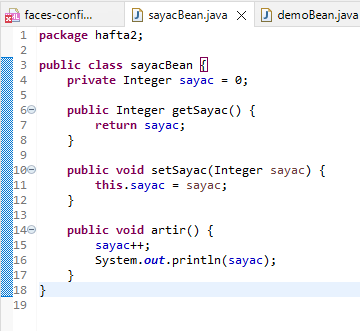 faces-confi... sayacBean.java demoBean.java
1 package hafta2;
2
3 public class sayacBean {
4 private Integer sayac = 0;
5
6 public Integer getSayac() {
7 return sayac;
8 }
9
10 public void setSayac(Integer sayac) {
11 this.sayac = sayac;
12 }
13
14 public void artir() {
15 sayac++;
16 System.out.println(sayac);
17 }
18 }
19